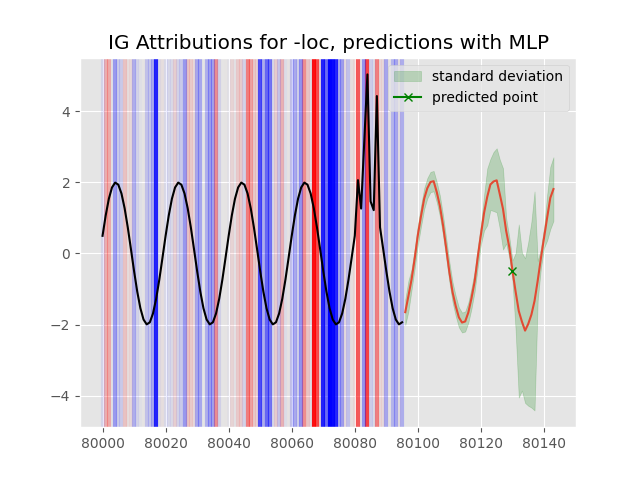 IG Attributions for -loc, predictions with MLP
standard deviation
predicted point
4
2
0
−2
−4
80000 80020 80040 80060 80080 80100 80120 80140